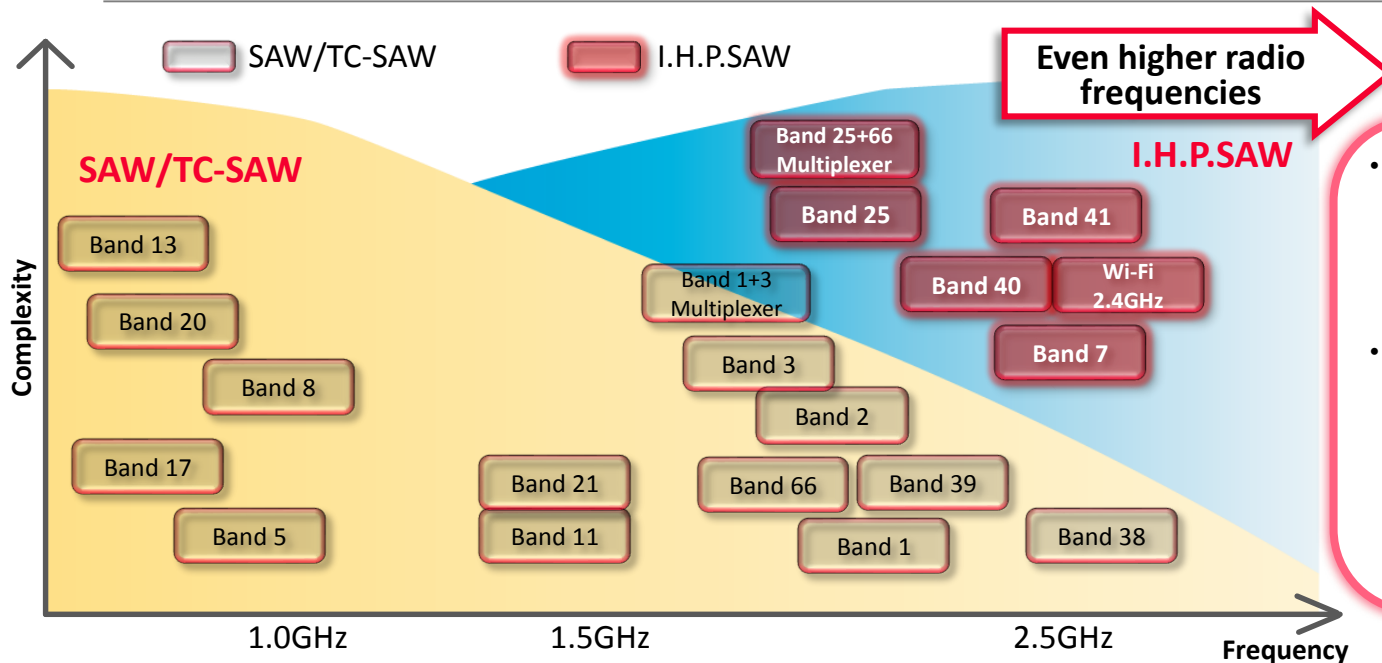 SAW/TC-SAW
I.H.P.SAW
Even higher radio
frequencies
SAW/TC-SAW
I.H.P.SAW
Complexity
Band 25+66
Multiplexer
Band 25
Band 41
Band 13
Band 1+3
Multiplexer
Band 40
Wi-Fi
2.4GHz
Band 20
Band 3
Band 7
Band 8
Band 2
Band 17
Band 21
Band 66
Band 39
Band 5
Band 11
Band 1
Band 38
1.0GHz
1.5GHz
2.5GHz
Frequency
•
•